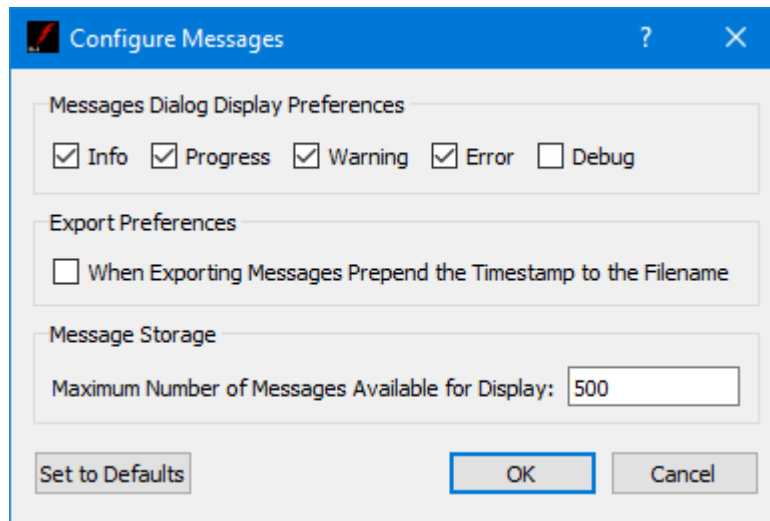 Configure Messages
Messages Dialog Display Preferences
Info Progress Warning Error Debug
Export Preferences
When Exporting Messages Prepend the Timestamp to the Filename
Message Storage
Maximum Number of Messages Available for Display: 500
Set to Defaults OK Cancel